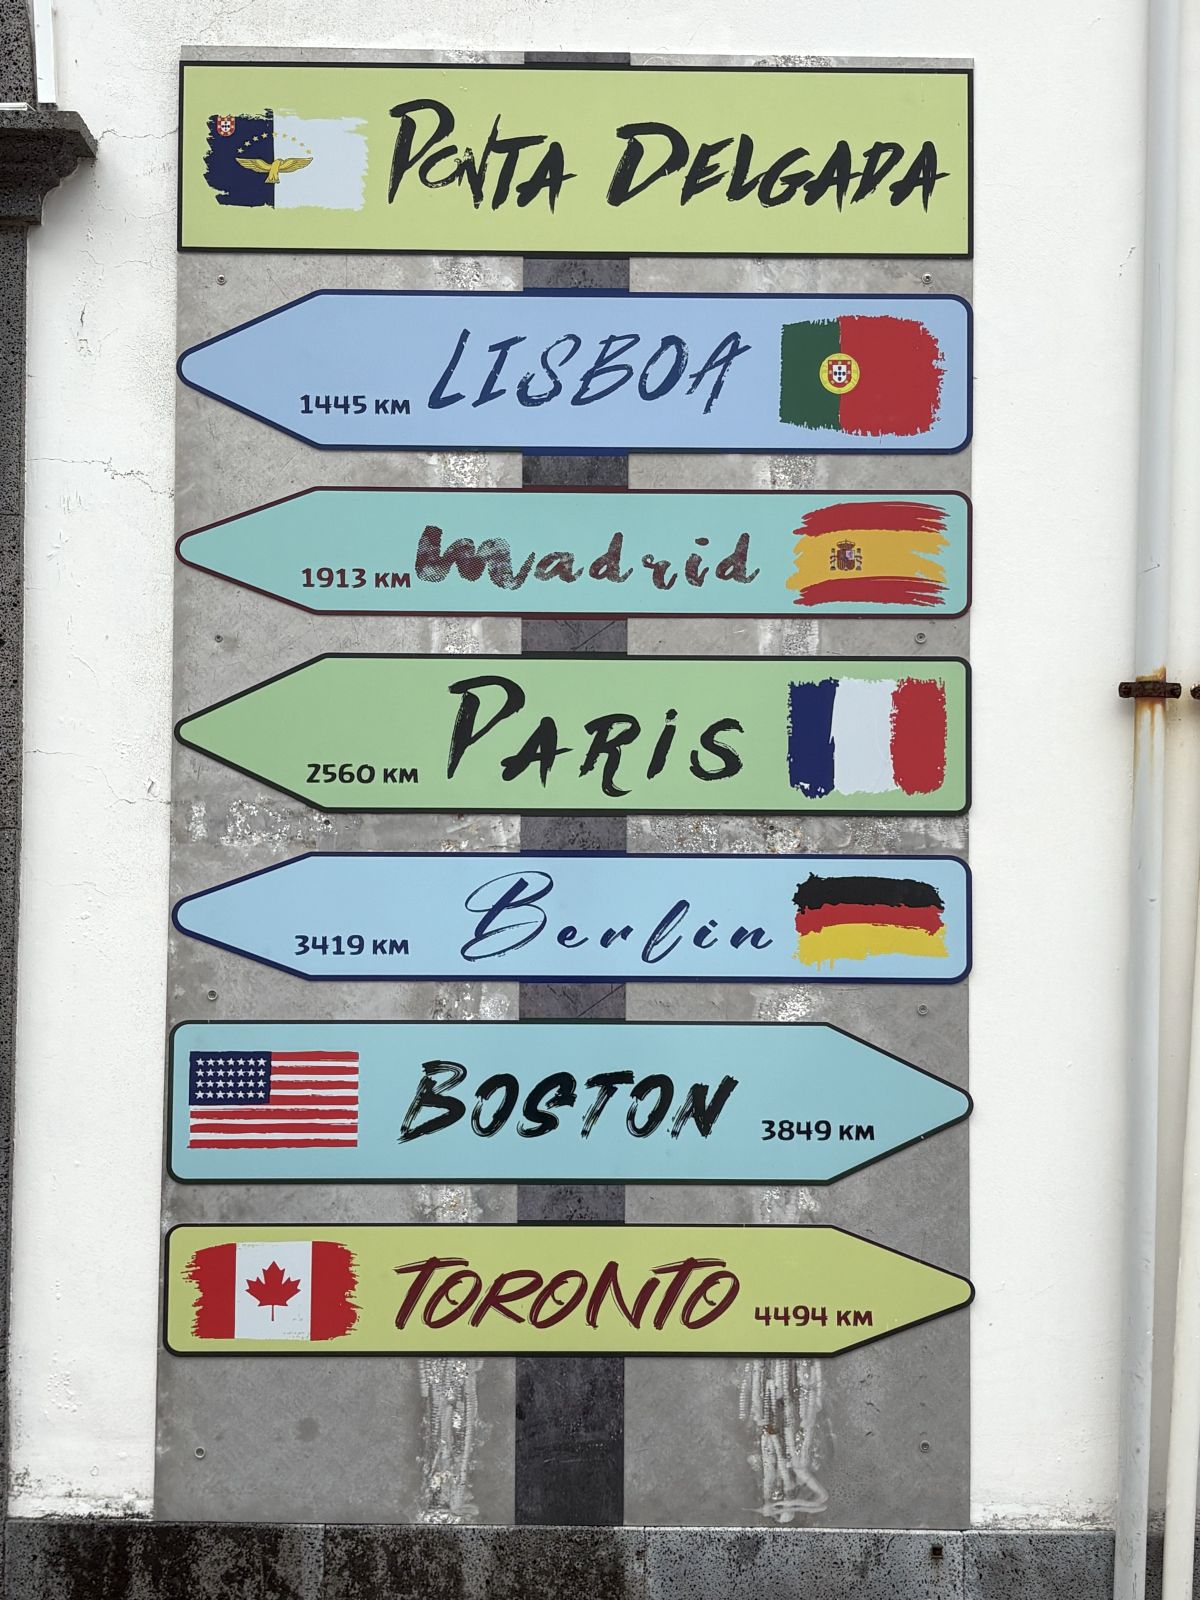 PONTA DELGADA
1445 KM LISBOA
1913 KM Madrid
2560 KM PARIS
3419 KM Berlin
BOSTON 3849 KM
TORONTO 4494 KM